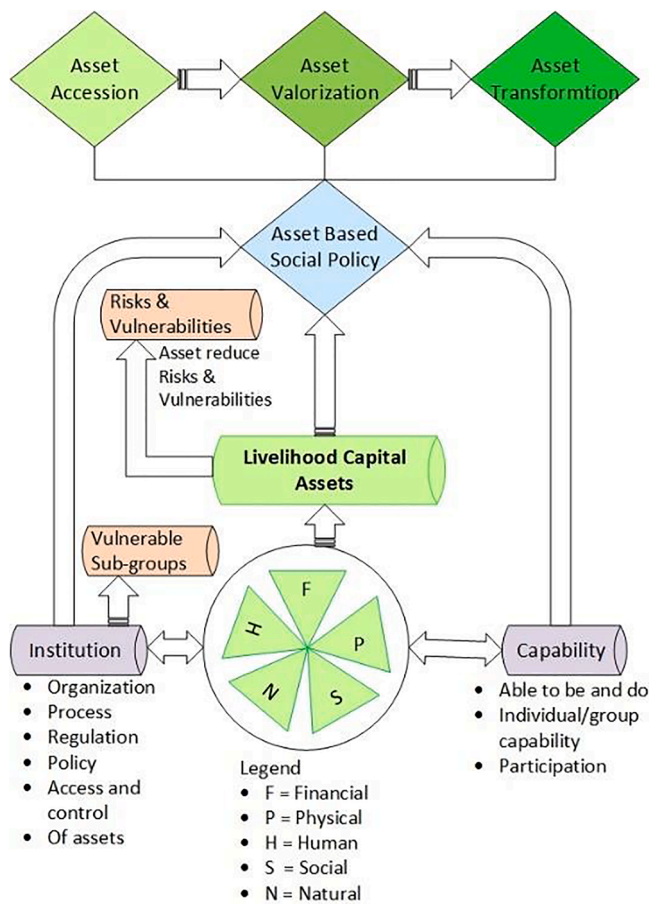 Asset
Accession
Asset
Valorization
Asset
Transformtion
Asset Based
Social Policy
Risks &
Vulnerabilities
Asset reduce
Risks &
Vulnerabilities
Livelihood Capital
Assets
Vulnerable
Sub-groups
F
H
P
N
S
Institution
• Organization
• Process
• Regulation
• Policy
• Access and
control
• Of assets
Capability
• Able to be and do
• Individual/group
capability
• Participation
Legend
• F = Financial
• P = Physical
• H = Human
• S = Social
• N = Natural